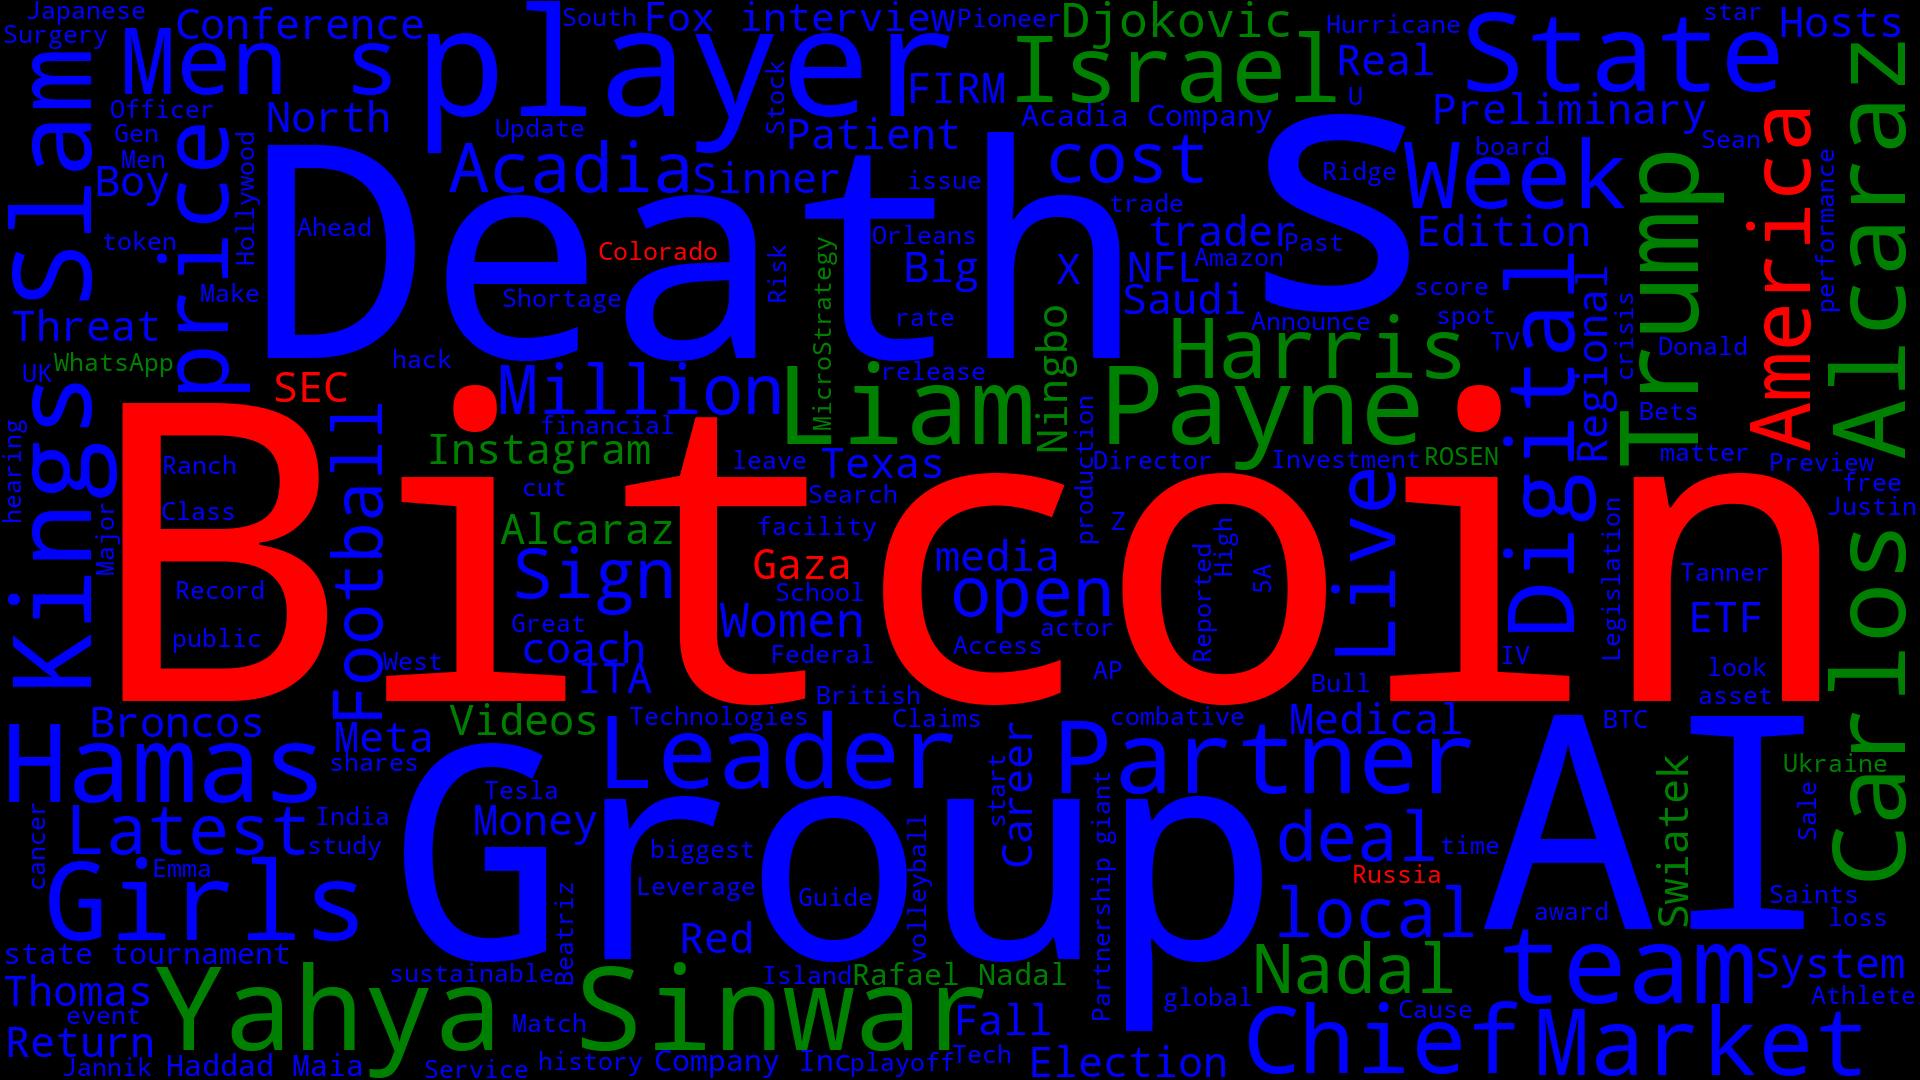 Japanese
Surgery
Conference
Men s
player
South
Fox interview
Pioneer
Djokovic
Israel
Hurricane
Real
U
State
star
Hosts
Slam
Officer
Gen
Men
Boy
price
Hollywood
North
Update
Stock
Patient
FIRM
Acadia Company
Preliminary
Sean
Trump
America
performance
Alcaraz
token
Make
Death
Ahead
Acadia
Sinner
Shortage
Colorado
Risk
MicroStrategy
issue
Orleans
Big
rate
X
cost
trade
trader
NFL
Amazon
Saudi
Past
s
Ridge
Week
board
Edition
score
spot
TV
Announce
Digital
Regional
crisis
Donald
Threat
WhatsApp
UK
Kings
hack
SEC
Million
financial
Instagram
Liam Payne
release
Ningbo
Harris
production
Director
Investment
ROSEN
Bets
matter
Preview
free
Justin
hearing
Major
Bitcoin
Ranch
Class
Record
public
Football
West
cut
Alcaraz
Sign
Great
coach
ITA
leave
Texas
Search
facility
Gaza
School
Women
Federal
British
media
open
Access
actor
AP
Z
Reported
High
5A
Live
Bull
IV
Legislation
Tanner
ETF
look
asset
Carlos
Broncos
Hamas
Meta
shares
Videos
Technologies
Leader
Claims
combative
Partner
Medical
BTC
AI
Swiatek
Ukraine
Sale
cancer
Latest
India
study
Emma
Girls
Group
Tesla
Money
biggest
Leverage
Guide
Beatriz
volleyball
start
Career
Partnership giant
deal
time
Russia
local
award
Saints
loss
state tournament
sustainable
Red
Island
Rafael Nadal
global
Nadal
team
System
Athlete
Thomas
event
Return
Yahya Sinwar
Match
Fall
Cause
Chief
Market
Jannik
Haddad Maia
Service
history
Company Inc
playoff
Tech
Election